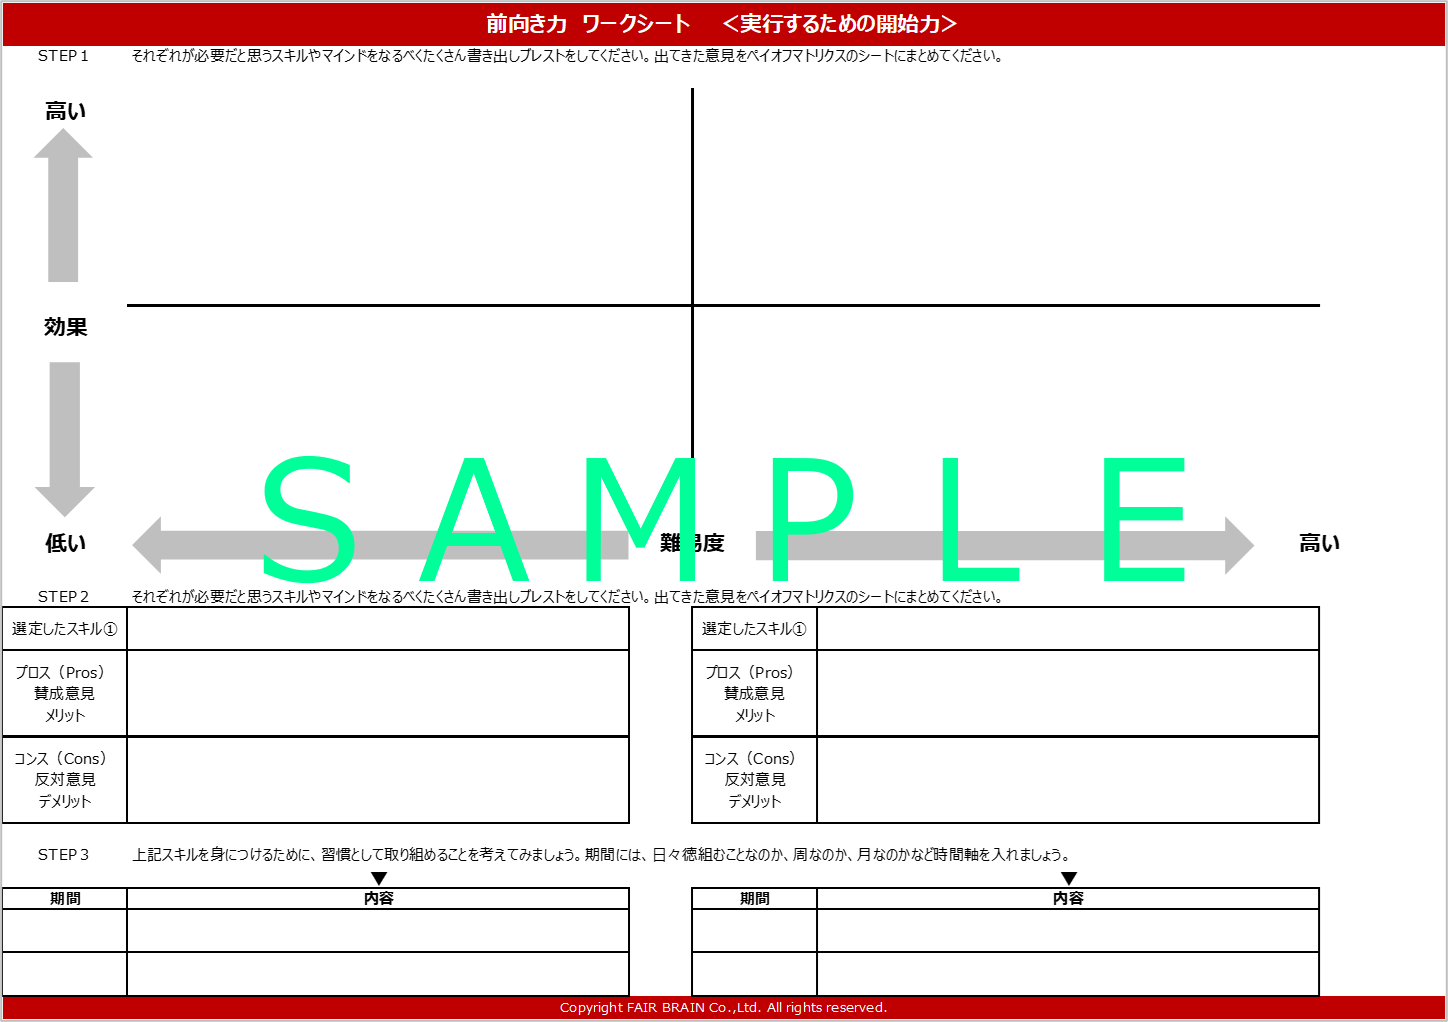 前向き力 ワークシート ＜実行するための開始力＞
STEP１ それぞれが必要だと思うスキルやマインドをなるべくたくさん書き出しブレストをしてください。出てきた意見をペイオフマトリクスのシートにまとめてください。
高い
効果
低い
難易度
高い
SAMPLE
STEP２ それぞれが必要だと思うスキルやマインドをなるべくたくさん書き出しブレストをしてください。出てきた意見をペイオフマトリクスのシートにまとめてください。
選定したスキル①
プロス（Pros）
賛成意見
メリット
コンス（Cons）
反対意見
デメリット
選定したスキル①
プロス（Pros）
賛成意見
メリット
コンス（Cons）
反対意見
デメリット
STEP３ 上記スキルを身につけるために、習慣として取り組めることを考えてみましょう。期間には、日々徳組むことなのか、周なのか、月なのかなど時間軸を入れましょう。
▼ ▼
期間 内容 期間 内容
Copyright FAIR BRAIN Co.,Ltd. All rights reserved.